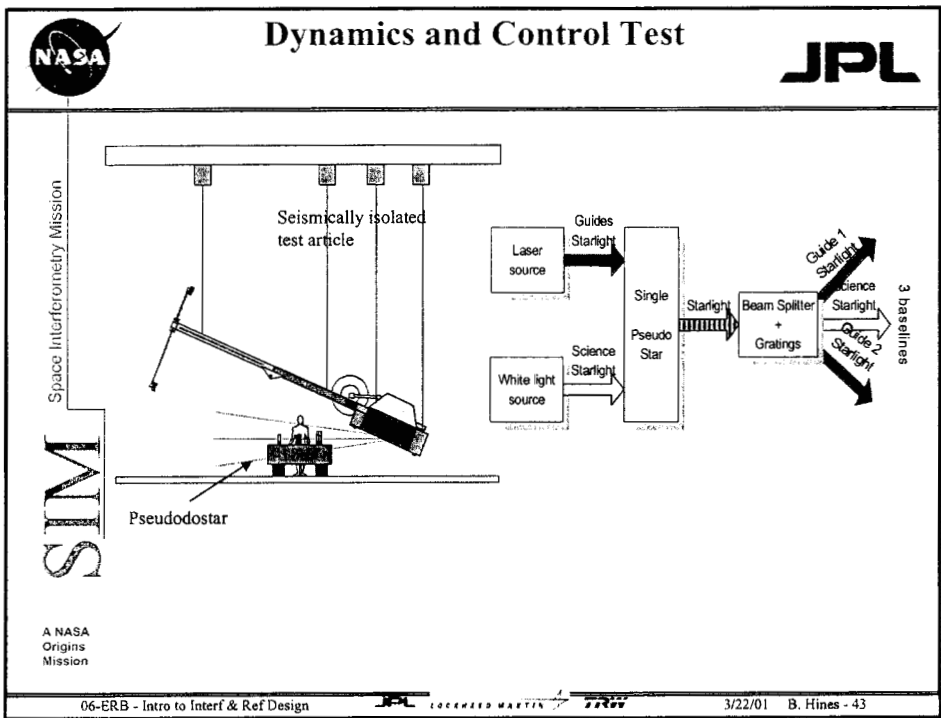 NASA
Dynamics and Control Test
JPL
Space Interferometry Mission
SIM
A NASA
Origins
Mission
Seismically isolated
test article
Pseudodostar
Laser
source
Guides
Starlight
White light
source
Science
Starlight
Single
Pseudo
Star
Starlight
Beam Splitter
+
Gratings
Guide 1
Starlight
Science
Starlight
Guide 2
Starlight
3 baselines
06-ERB - Intro to Interf & Ref Design
JPL
LOCKHEED MARTIN
TRW
3/22/01 B. Hines - 43